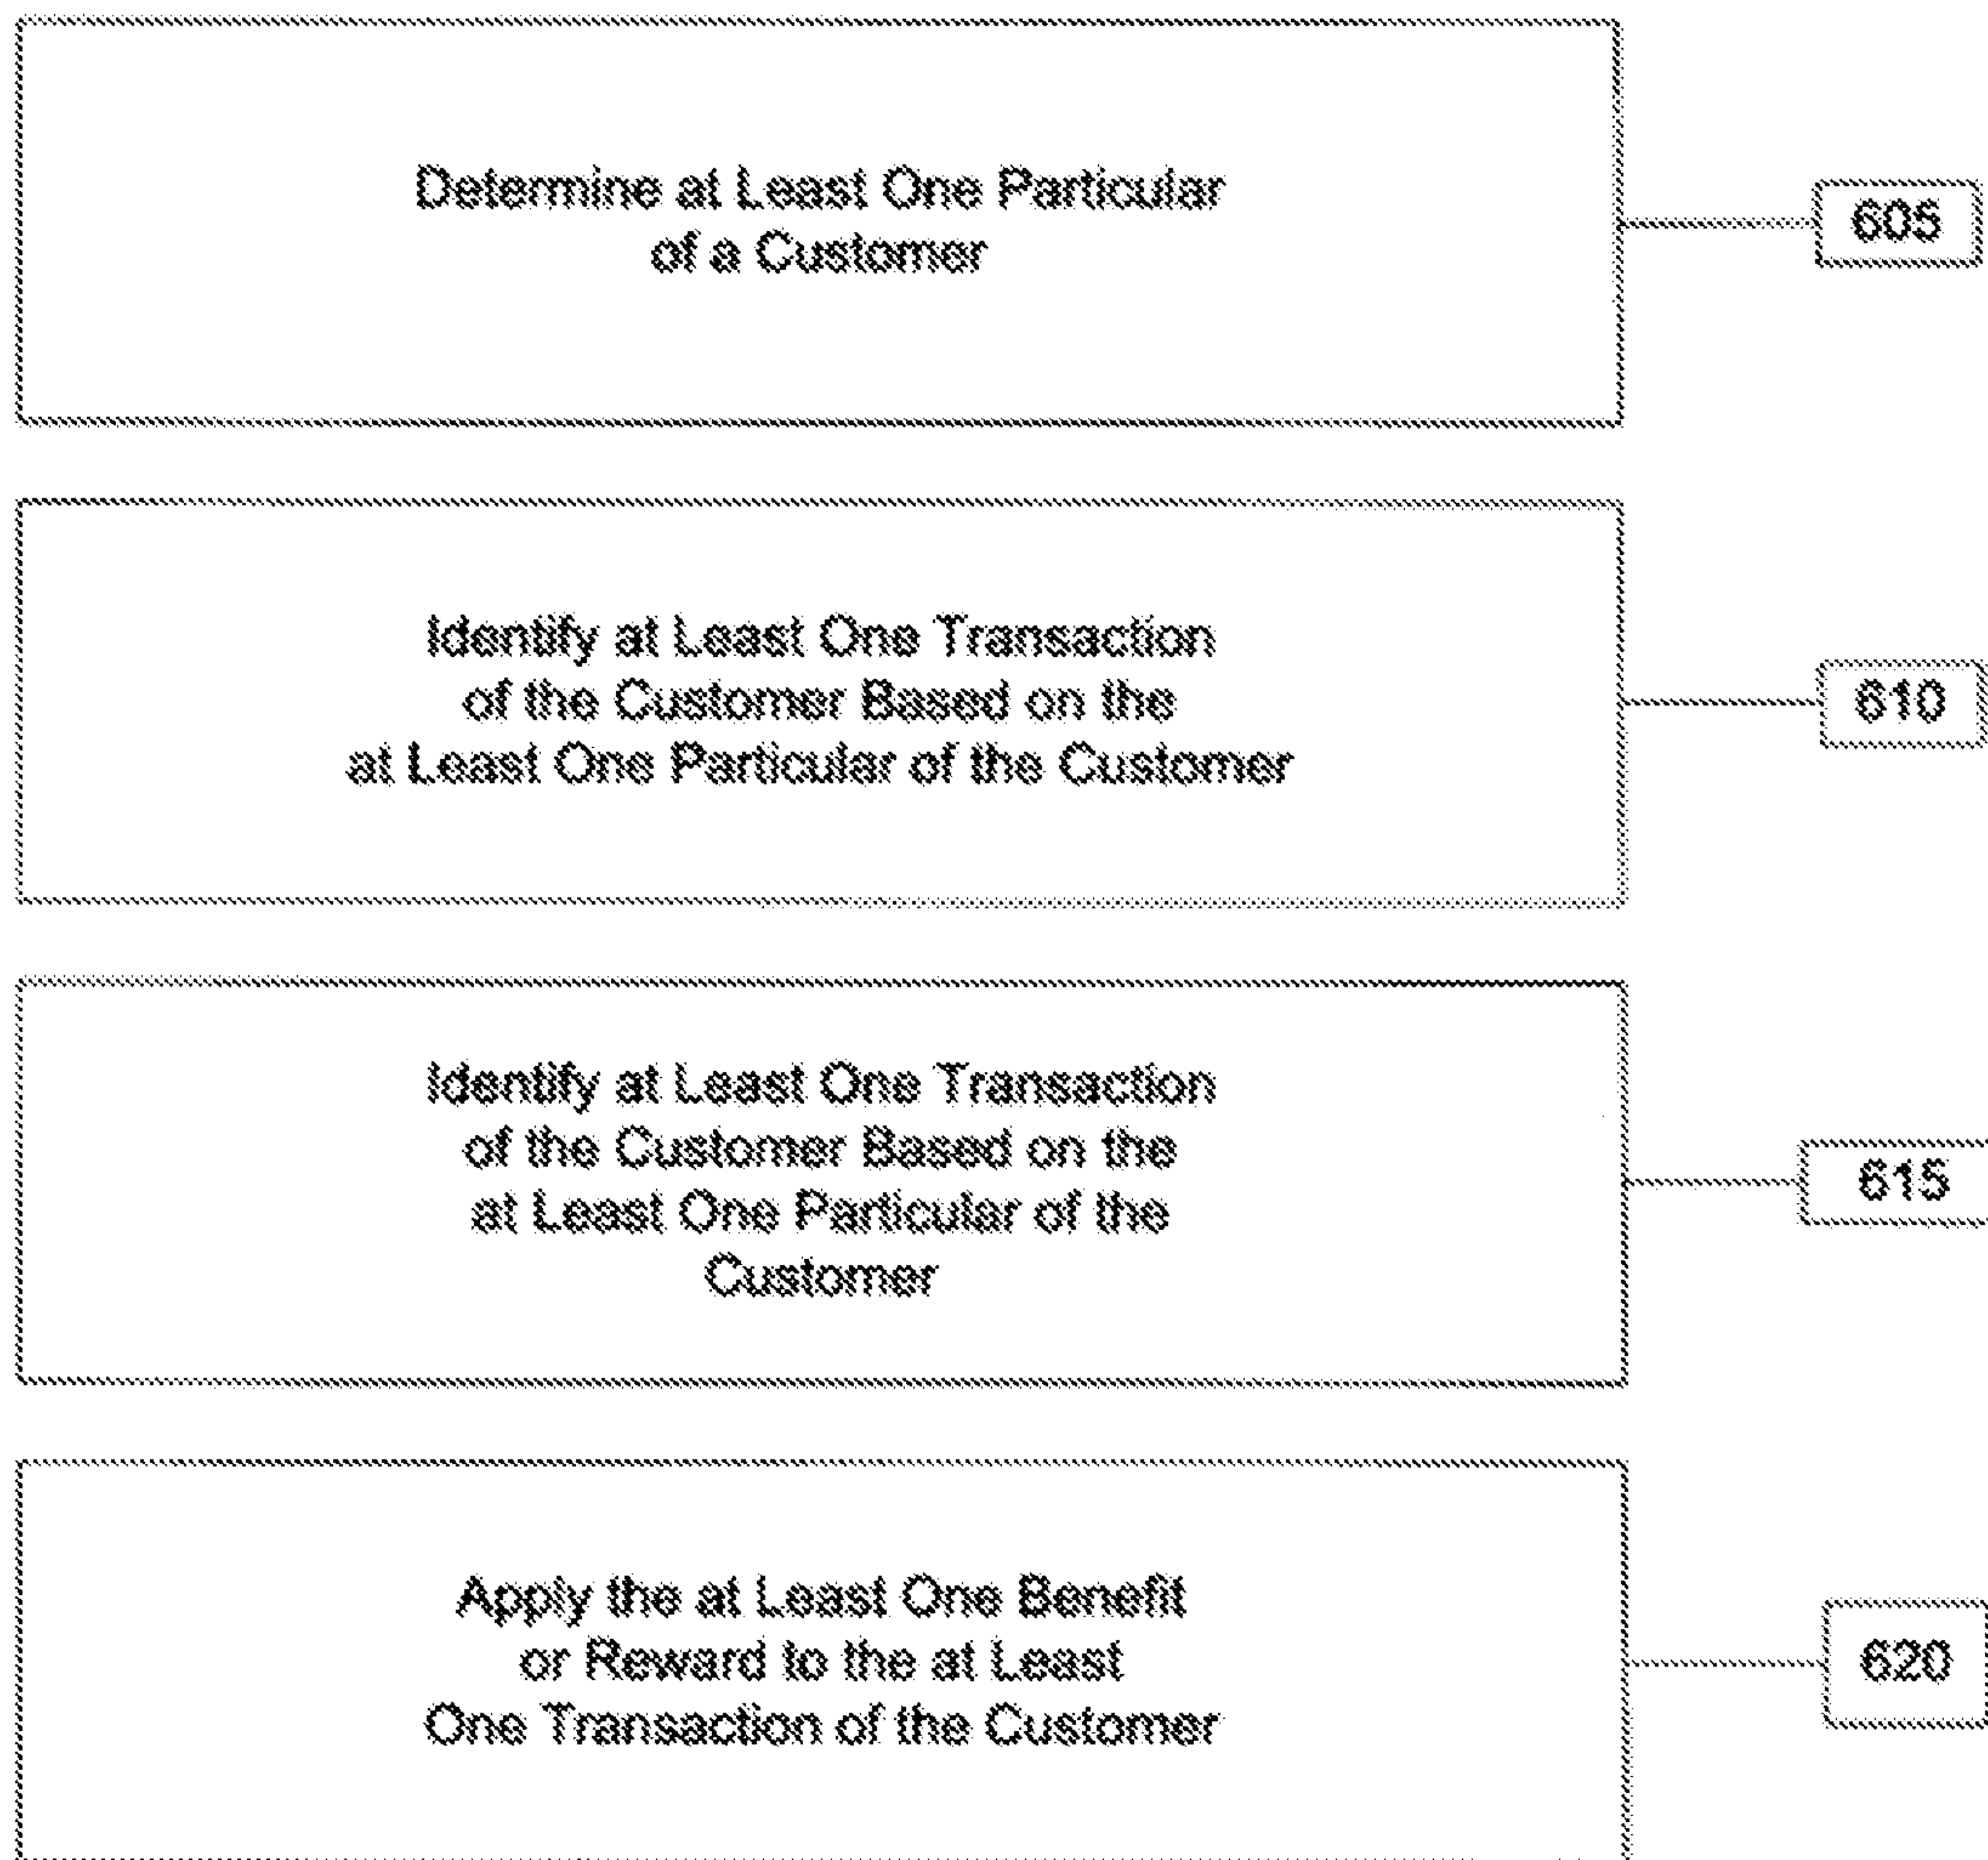 Determine at Least One Particular
of a Customer
605
Identify at Least One Transaction
of the Customer Based on the
at Least One Particular of the Customer
610
Identify at Least One Transaction
of the Customer Based on the
at Least One Particular of the
Customer
615
Apply the at Least One Benefit
or Reward to the at Least
One Transaction of the Customer
620